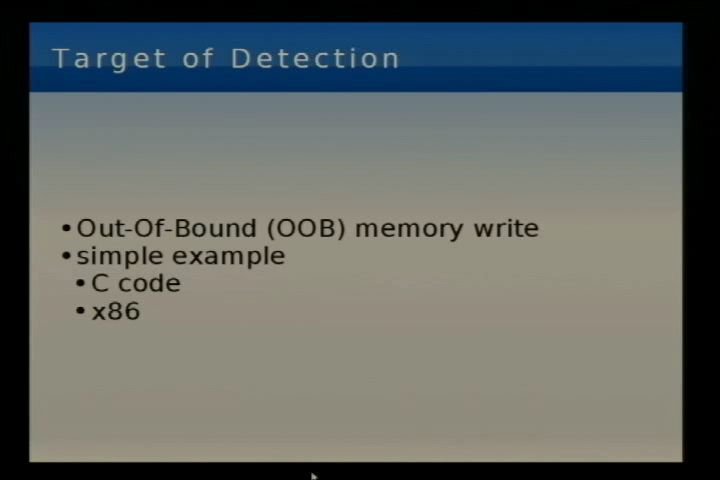 Target of Detection
•Out-Of-Bound (OOB) memory write
•simple example
•C code
•x86